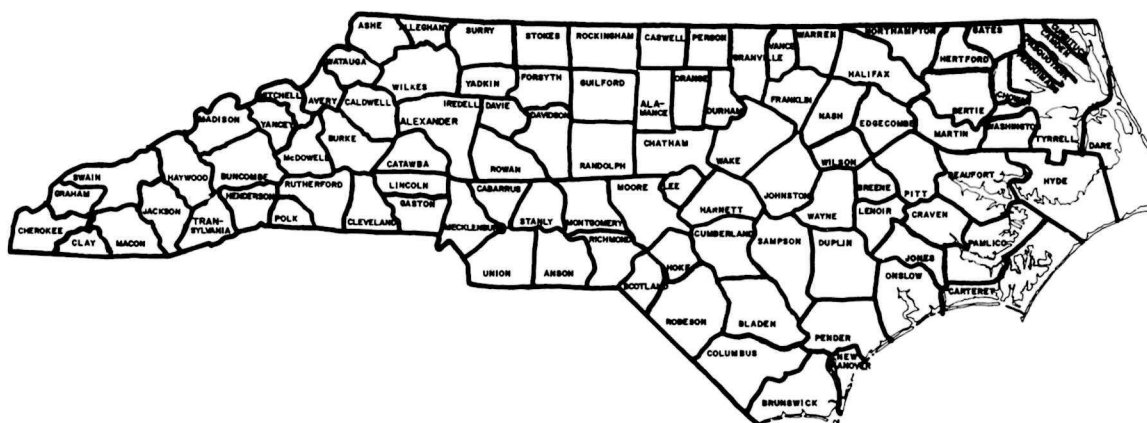 ASHE
ALLEGHANY
SURRY
STOKES
ROCKINGHAM
CASWELL
PERSON
GRANVILLE
VANCE
WARREN
NORTHAMPTON
GATES
CURRITUCK
CAMDEN
PASQUOTANK
PERQUIMANS
HERTFORD
WATAUGA
WILKES
YADKIN
FORSYTH
GUILFORD
ALA-
MANCE
ORANGE
DURHAM
FRANKLIN
HALIFAX
BERTIE
CHOWAN
MITCHELL
AVERY
CALDWELL
ALEXANDER
IREDELL
DAVIE
DAVIDSON
NASH
EDGECOMBE
MARTIN
WASHINGTON
TYRRELL
DARE
MADISON
YANCEY
BURKE
McDOWELL
CATAWBA
ROWAN
RANDOLPH
CHATHAM
WAKE
WILSON
SWAIN
HAYWOOD
BUNCOMBE
RUTHERFORD
LINCOLN
CABARRUS
MOORE
LEE
JOHNSTON
GREENE
PITT
BEAUFORT
HYDE
GRAHAM
JACKSON
TRAN-
SYLVANIA
HENDERSON
POLK
CLEVELAND
GASTON
MECKLENBURG
STANLY
MONTGOMERY
HARNETT
WAYNE
LENOIR
CRAVEN
CHEROKEE
CLAY
MACON
UNION
ANSON
RICHMOND
HOKE
CUMBERLAND
SAMPSON
DUPLIN
JONES
PAMLICO
SCOTLAND
ONSLOW
CARTERET
ROBESON
BLADEN
PENDER
COLUMBUS
NEW
HANOVER
BRUNSWICK